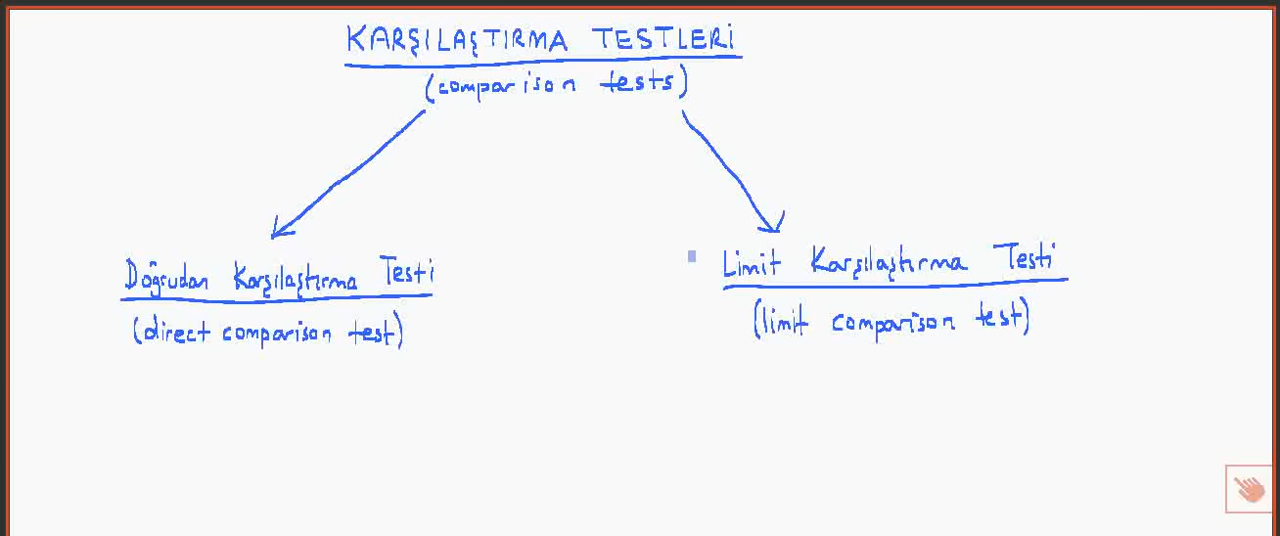 KARŞILAŞTIRMA TESTLERİ
(comparison tests)
Doğrudan Karşılaştırma Testi
(direct comparison test)
Limit Karşılaştırma Testi
(limit comparison test)